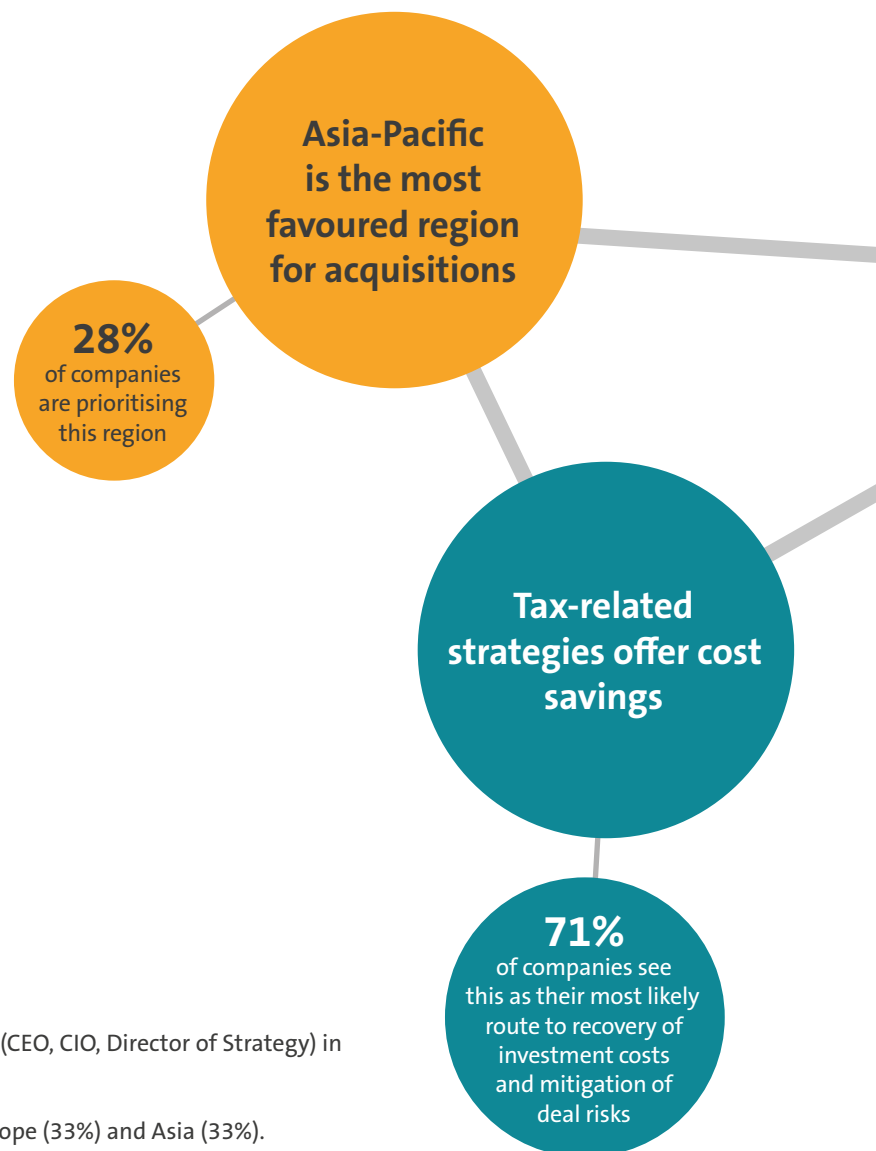 Asia-Pacific
is the most
favoured region
for acquisitions
28%
of companies
are prioritising
this region
Tax-related
strategies offer cost
savings
71%
of companies see
this as their most likely
route to recovery of
investment costs
and mitigation of
deal risks
(CEO, CIO, Director of Strategy) in
ope (33%) and Asia (33%).